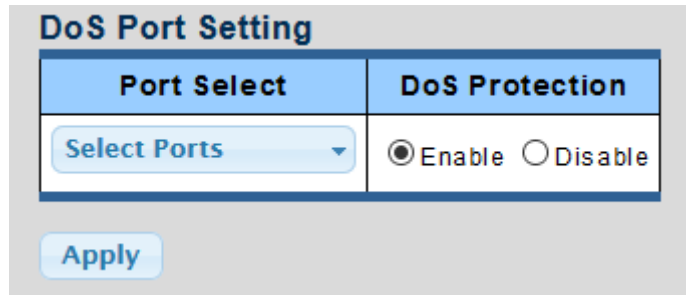 DoS Port Setting
Port Select DoS Protection
Select Ports Enable Disable
Apply